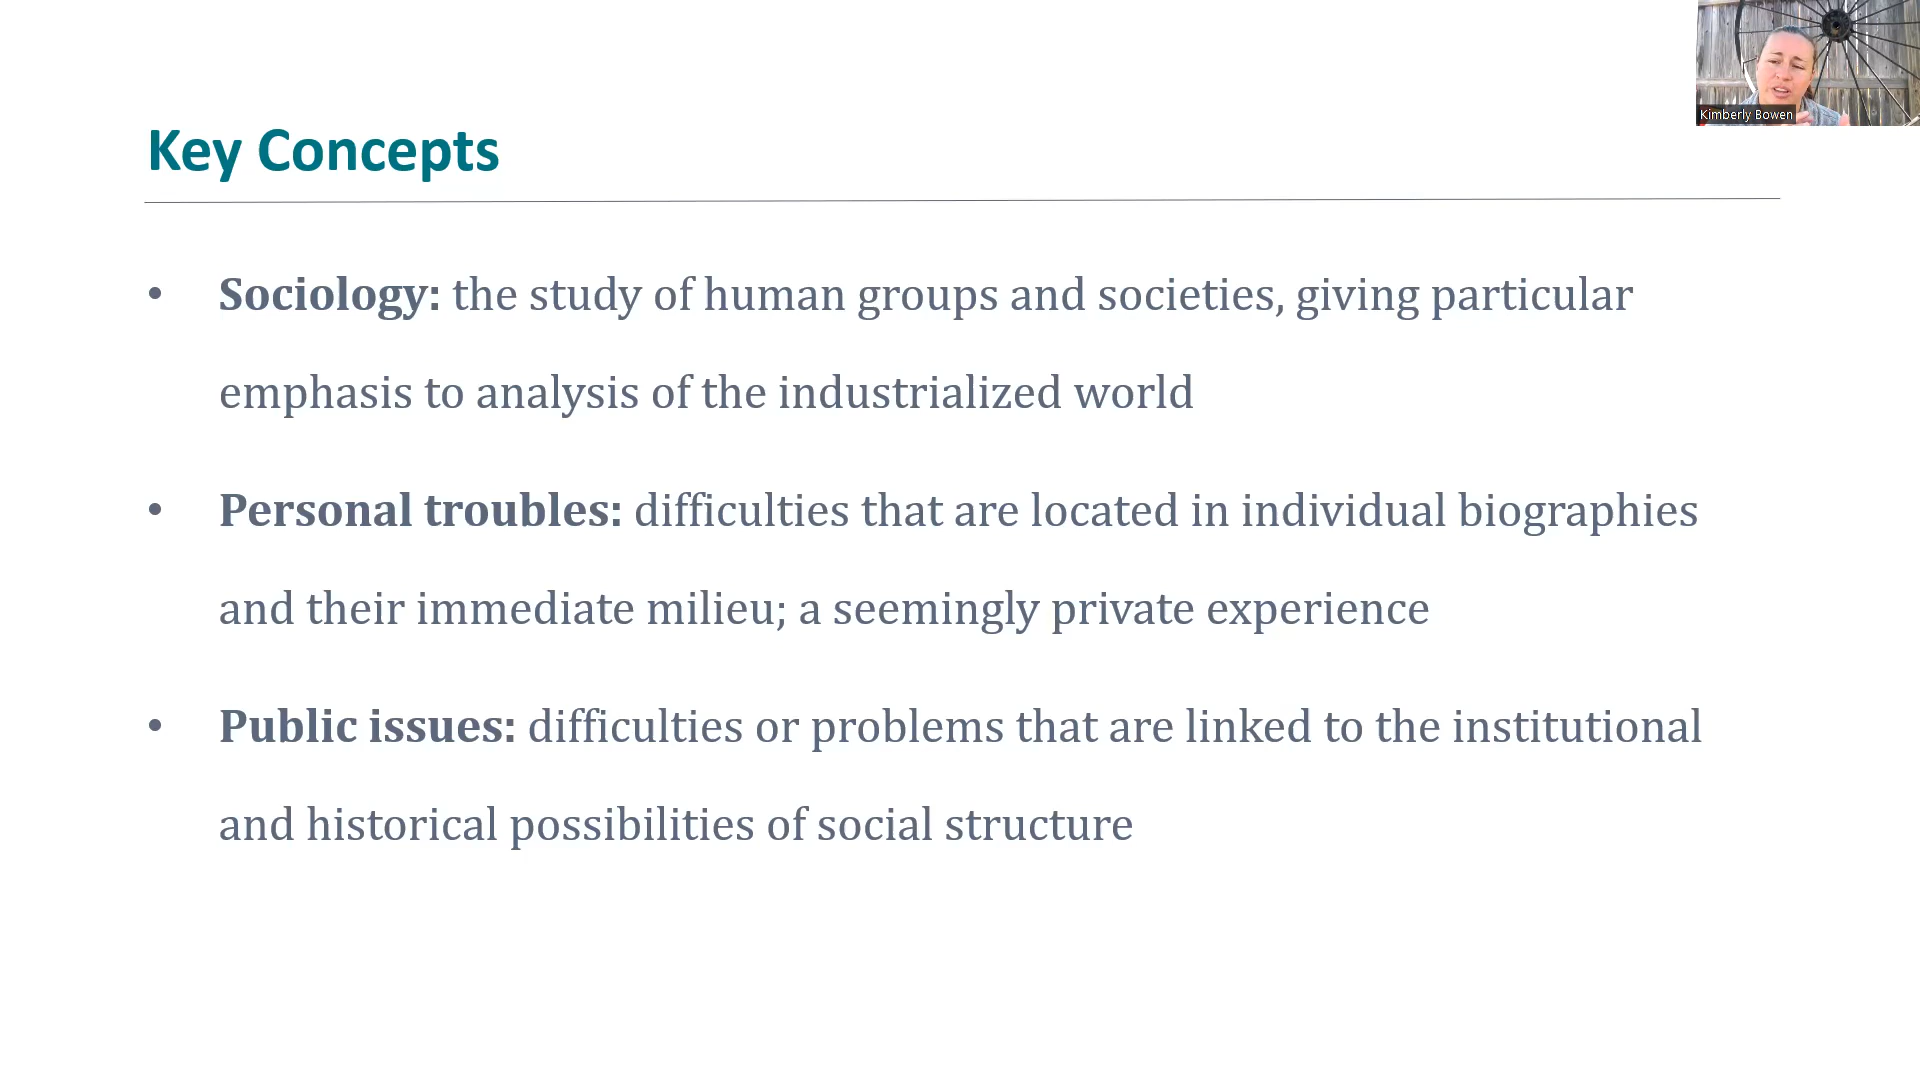 Kimberly Bowen
Key Concepts
• Sociology: the study of human groups and societies, giving particular
emphasis to analysis of the industrialized world
• Personal troubles: difficulties that are located in individual biographies
and their immediate milieu; a seemingly private experience
• Public issues: difficulties or problems that are linked to the institutional
and historical possibilities of social structure